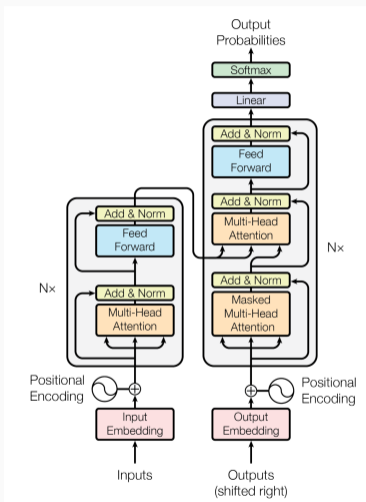 Output
Probabilities
Softmax
Linear
Add & Norm
Feed
Forward
Add & Norm
Multi-Head
Attention
Nx
Add & Norm
Masked
Multi-Head
Attention
Add & Norm
Feed
Forward
Nx
Add & Norm
Multi-Head
Attention
Positional
Encoding
Positional
Encoding
Input
Embedding
Output
Embedding
Inputs
Outputs
(shifted right)